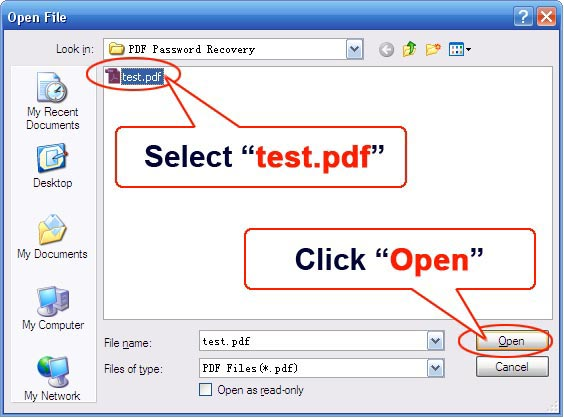 Open File
Look in: PDF Password Recovery
test.pdf
My Recent
Documents
Desktop
My Documents
My Computer
My Network
Select “test.pdf”
Click “Open”
File name: test.pdf Open
Files of type: PDF Files(*.pdf) Cancel
Open as read-only